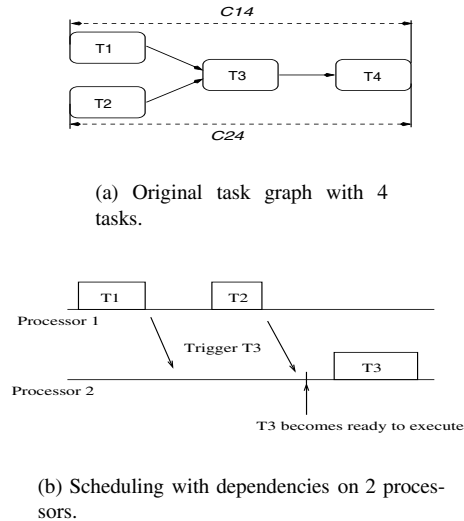 C14
T1
T3
T4
T2
C24
(a) Original task graph with 4
tasks.
T1
T2
Processor 1
Trigger T3
T3
Processor 2
T3 becomes ready to execute
(b) Scheduling with dependencies on 2 proces-
sors.